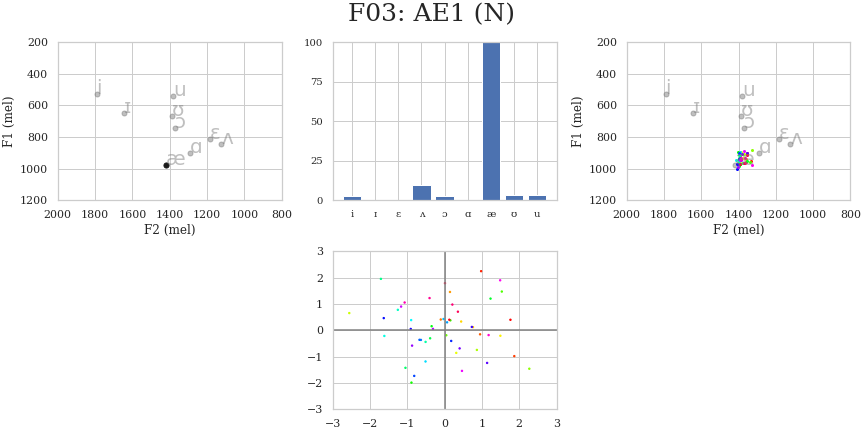 F03: AE1 (N)
200
400
600
800
1000
1200
F1 (mel)
2000 1800 1600 1400 1200 1000 800
F2 (mel)
i
ɪ
u
ʊ
ɔ
ɛ
ʌ
ɑ
æ
100
75
50
25
0
i ɪ ɛ ʌ ɔ ɑ æ ʊ u
200
400
600
800
1000
1200
F1 (mel)
2000 1800 1600 1400 1200 1000 800
F2 (mel)
i
ɪ
u
ʊ
ɔ
ɛ
ʌ
ɑ
3
2
1
0
−1
−2
−3
−3 −2 −1 0 1 2 3